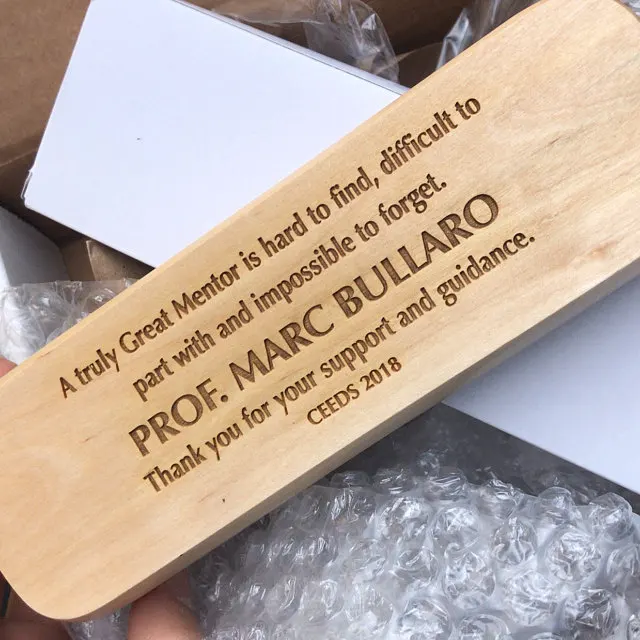 A truly Great Mentor is hard to find, difficult to
part with and impossible to forget.
PROF. MARC BULLARO
Thank you for your support and guidance.
CEEDS 2018